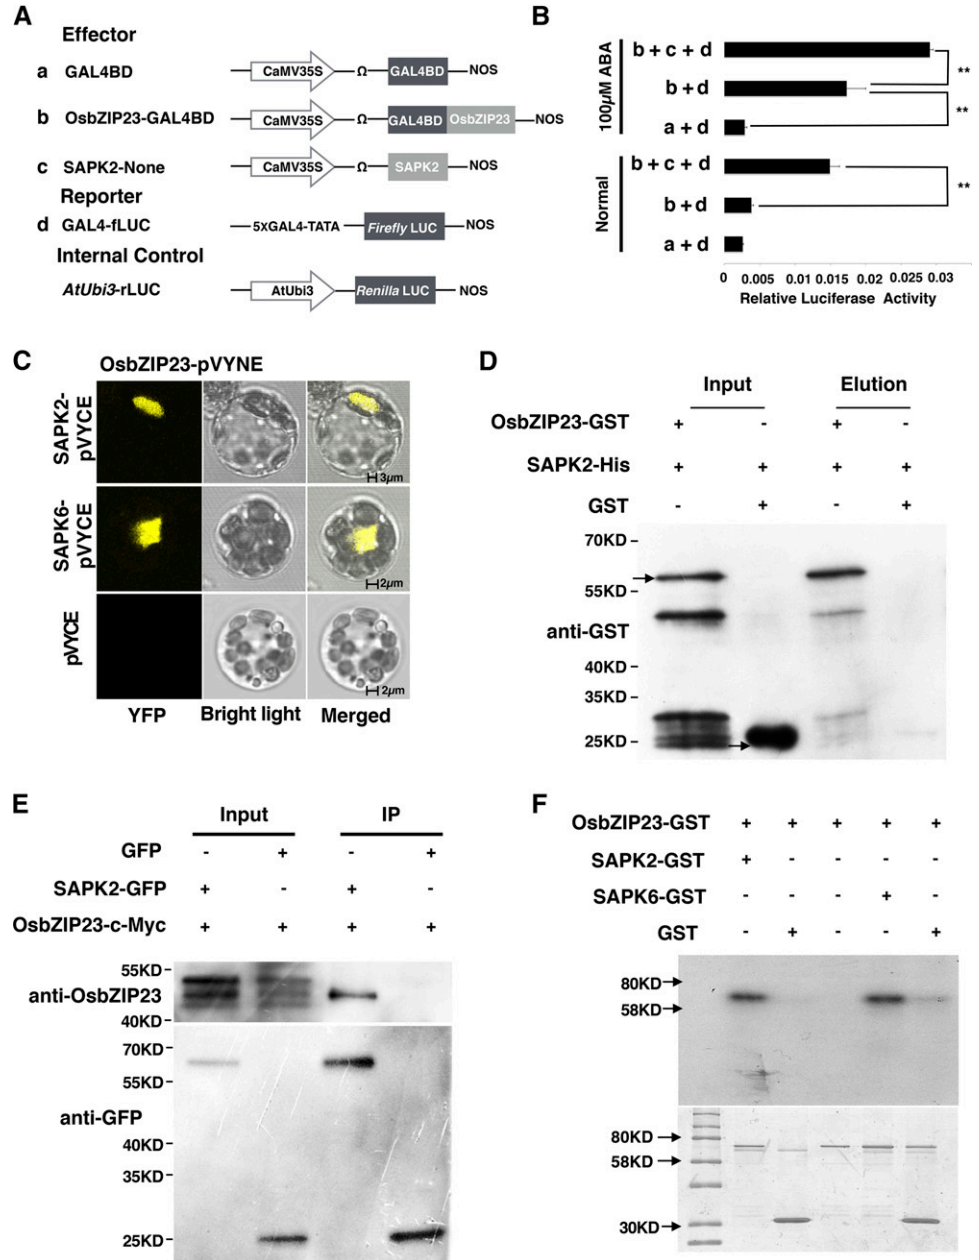 A
Effector
a GAL4BD CaMV35S Ω GAL4BD NOS
b OsbZIP23-GAL4BD CaMV35S Ω GAL4BD OsbZIP23 NOS
c SAPK2-None CaMV35S Ω SAPK2 NOS
Reporter
d GAL4-fLUC 5xGAL4-TATA Firefly LUC NOS
Internal Control
AtUbi3-rLUC AtUbi3 Renilla LUC NOS
B
100µM ABA
b + c + d
b + d
a + d
**
**
Normal
b + c + d
b + d
a + d
**
0 0.005 0.01 0.015 0.02 0.025 0.03
Relative Luciferase Activity
C
OsbZIP23-pVYNE
SAPK2-
pVYCE
3µm
SAPK6-
pVYCE
2µm
pVYCE
2µm
YFP Bright light Merged
D
Input Elution
OsbZIP23-GST + - + -
SAPK2-His + + + +
GST - + - +
70KD
55KD
anti-GST
40KD
35KD
25KD
E
Input IP
GFP - + - +
SAPK2-GFP + - + -
OsbZIP23-c-Myc + + + +
55KD
anti-OsbZIP23
40KD
70KD
55KD
anti-GFP
40KD
35KD
25KD
F
OsbZIP23-GST + + + + +
SAPK2-GST + - - - -
SAPK6-GST - - - + -
GST - + - - +
80KD
58KD
80KD
58KD
30KD